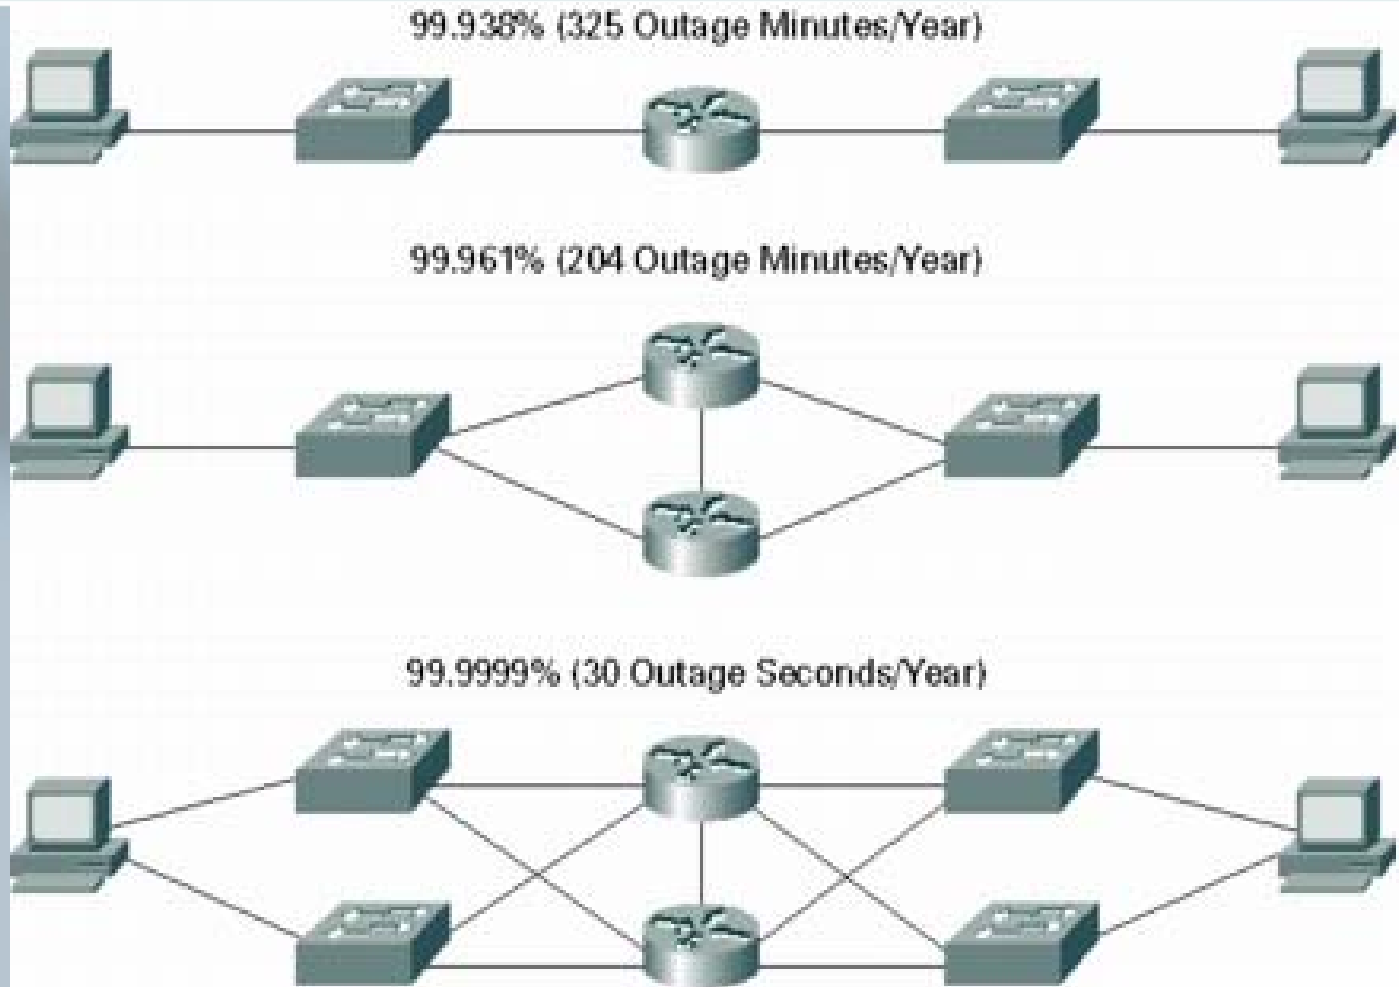 99.938% (325 Outage Minutes/Year)
99.961% (204 Outage Minutes/Year)
99.9999% (30 Outage Seconds/Year)